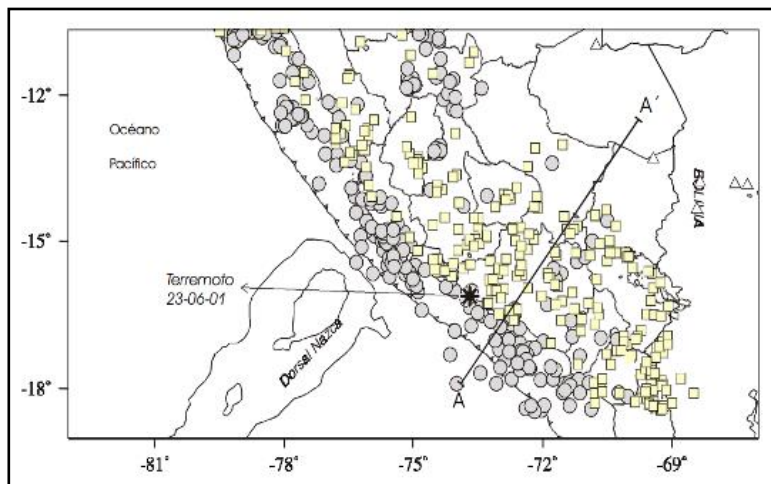 -12°
-15°
-18°
Océano
Pacífico
Terremoto
23-06-01
Dorsal Nazca
A
A´
BOLIVIA
-81°
-78°
-75°
-72°
-69°